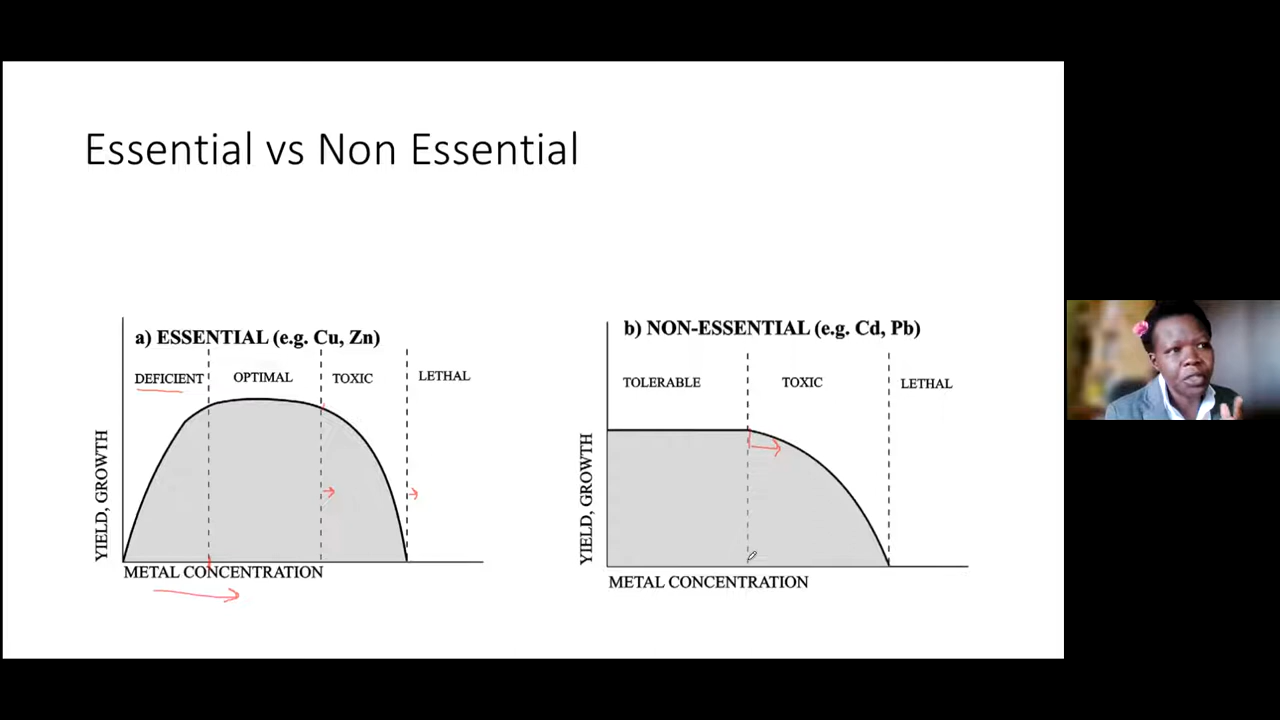 Essential vs Non Essential
a) ESSENTIAL (e.g. Cu, Zn)
DEFICIENT
OPTIMAL
TOXIC
LETHAL
YIELD, GROWTH
METAL CONCENTRATION
b) NON-ESSENTIAL (e.g. Cd, Pb)
TOLERABLE
TOXIC
LETHAL
YIELD, GROWTH
METAL CONCENTRATION